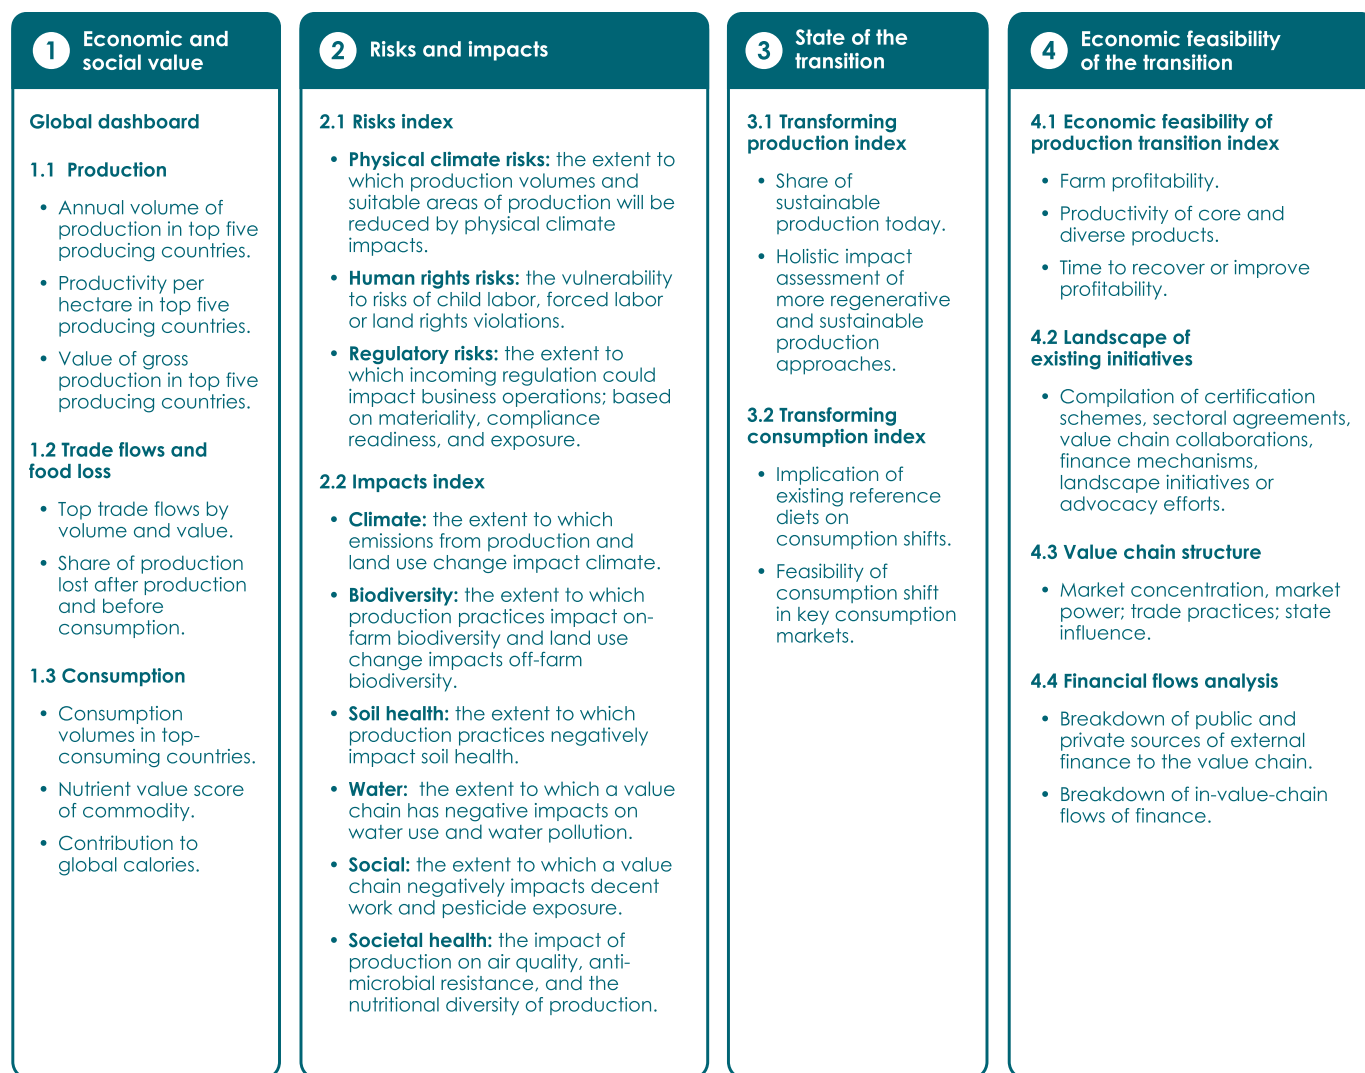 1
Economic and
social value
Global dashboard
1.1 Production
• Annual volume of
production in top five
producing countries.
• Productivity per
hectare in top five
producing countries.
• Value of gross
production in top five
producing countries.
1.2 Trade flows and
food loss
• Top trade flows by
volume and value.
• Share of production
lost after production
and before
consumption.
1.3 Consumption
• Consumption
volumes in top-
consuming countries.
• Nutrient value score
of commodity.
• Contribution to
global calories.
2
Risks and impacts
2.1 Risks index
• Physical climate risks: the extent to
which production volumes and
suitable areas of production will be
reduced by physical climate
impacts.
• Human rights risks: the vulnerability
to risks of child labor, forced labor
or land rights violations.
• Regulatory risks: the extent to
which incoming regulation could
impact business operations; based
on materiality, compliance
readiness, and exposure.
2.2 Impacts index
• Climate: the extent to which
emissions from production and
land use change impact climate.
• Biodiversity: the extent to which
production practices impact on-
farm biodiversity and land use
change impacts off-farm
biodiversity.
• Soil health: the extent to which
production practices negatively
impact soil health.
• Water: the extent to which a value
chain has negative impacts on
water use and water pollution.
• Social: the extent to which a value
chain negatively impacts decent
work and pesticide exposure.
• Societal health: the impact of
production on air quality, anti-
microbial resistance, and the
nutritional diversity of production.
3
State of the
transition
3.1 Transforming
production index
• Share of
sustainable
production today.
• Holistic impact
assessment of
more regenerative
and sustainable
production
approaches.
3.2 Transforming
consumption index
• Implication of
existing reference
diets on
consumption shifts.
• Feasibility of
consumption shift
in key consumption
markets.
4
Economic feasibility
of the transition
4.1 Economic feasibility of
production transition index
• Farm profitability.
• Productivity of core and
diverse products.
• Time to recover or improve
profitability.
4.2 Landscape of
existing initiatives
• Compilation of certification
schemes, sectoral agreements,
value chain collaborations,
finance mechanisms,
landscape initiatives or
advocacy efforts.
4.3 Value chain structure
• Market concentration, market
power; trade practices; state
influence.
4.4 Financial flows analysis
• Breakdown of public and
private sources of external
finance to the value chain.
• Breakdown of in-value-chain
flows of finance.